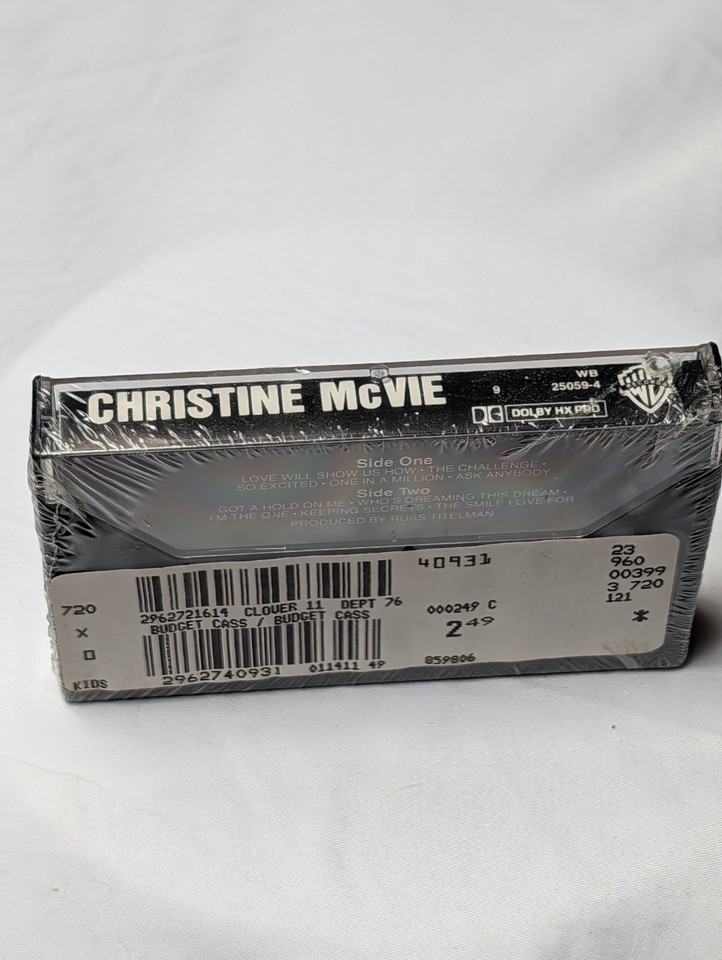 CHRISTINE McVIE
9
WB
25059-4
DOLBY HX PRO
Side One
LOVE WILL SHOW US HOW • THE CHALLENGE •
SO EXCITED • ONE IN A MILLION • ASK ANYBODY
Side Two
GOT A HOLD ON ME • WHO'S DREAMING THIS DREAM •
I'M THE ONE • KEEPING SECRETS • THE SMILE I LIVE FOR
PRODUCED BY RUSS TITELMAN
720
X
0
KIDS
2962721614 CLOVER 11 DEPT 76
BUDGET CASS / BUDGET CASS
2962740931 011411 49
40931
000249 C
2 49
859806
23
960
00399
3 720
121
*